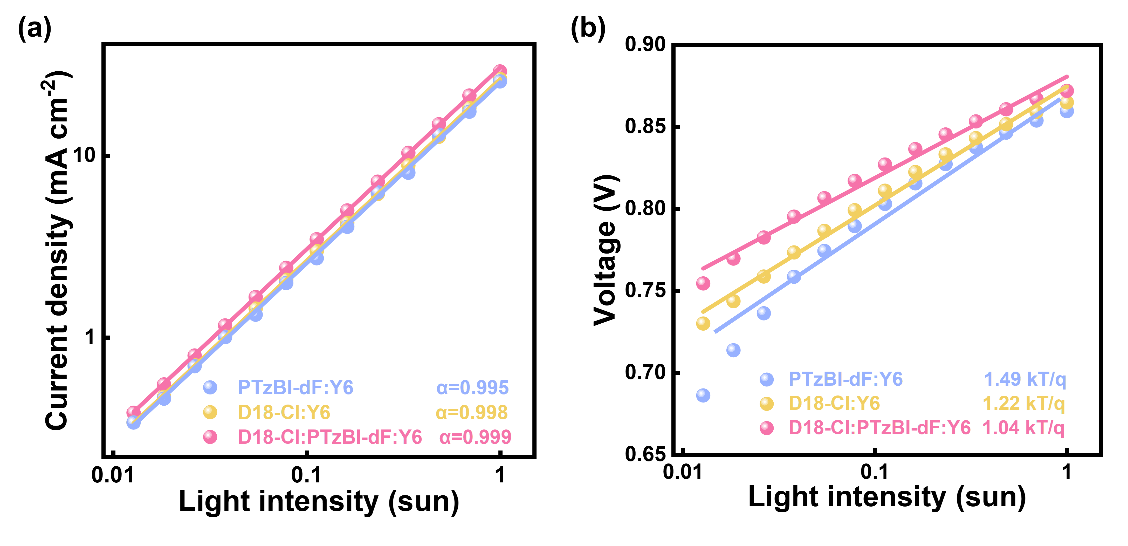 (a)
Current density (mA cm-2)
10
1
0.01
0.1
1
Light intensity (sun)
PTzBI-dF:Y6 α=0.995
D18-Cl:Y6 α=0.998
D18-Cl:PTzBI-dF:Y6 α=0.999
(b)
Voltage (V)
0.90
0.85
0.80
0.75
0.70
0.65
0.01
0.1
1
Light intensity (sun)
PTzBI-dF:Y6 1.49 kT/q
D18-Cl:Y6 1.22 kT/q
D18-Cl:PTzBI-dF:Y6 1.04 kT/q